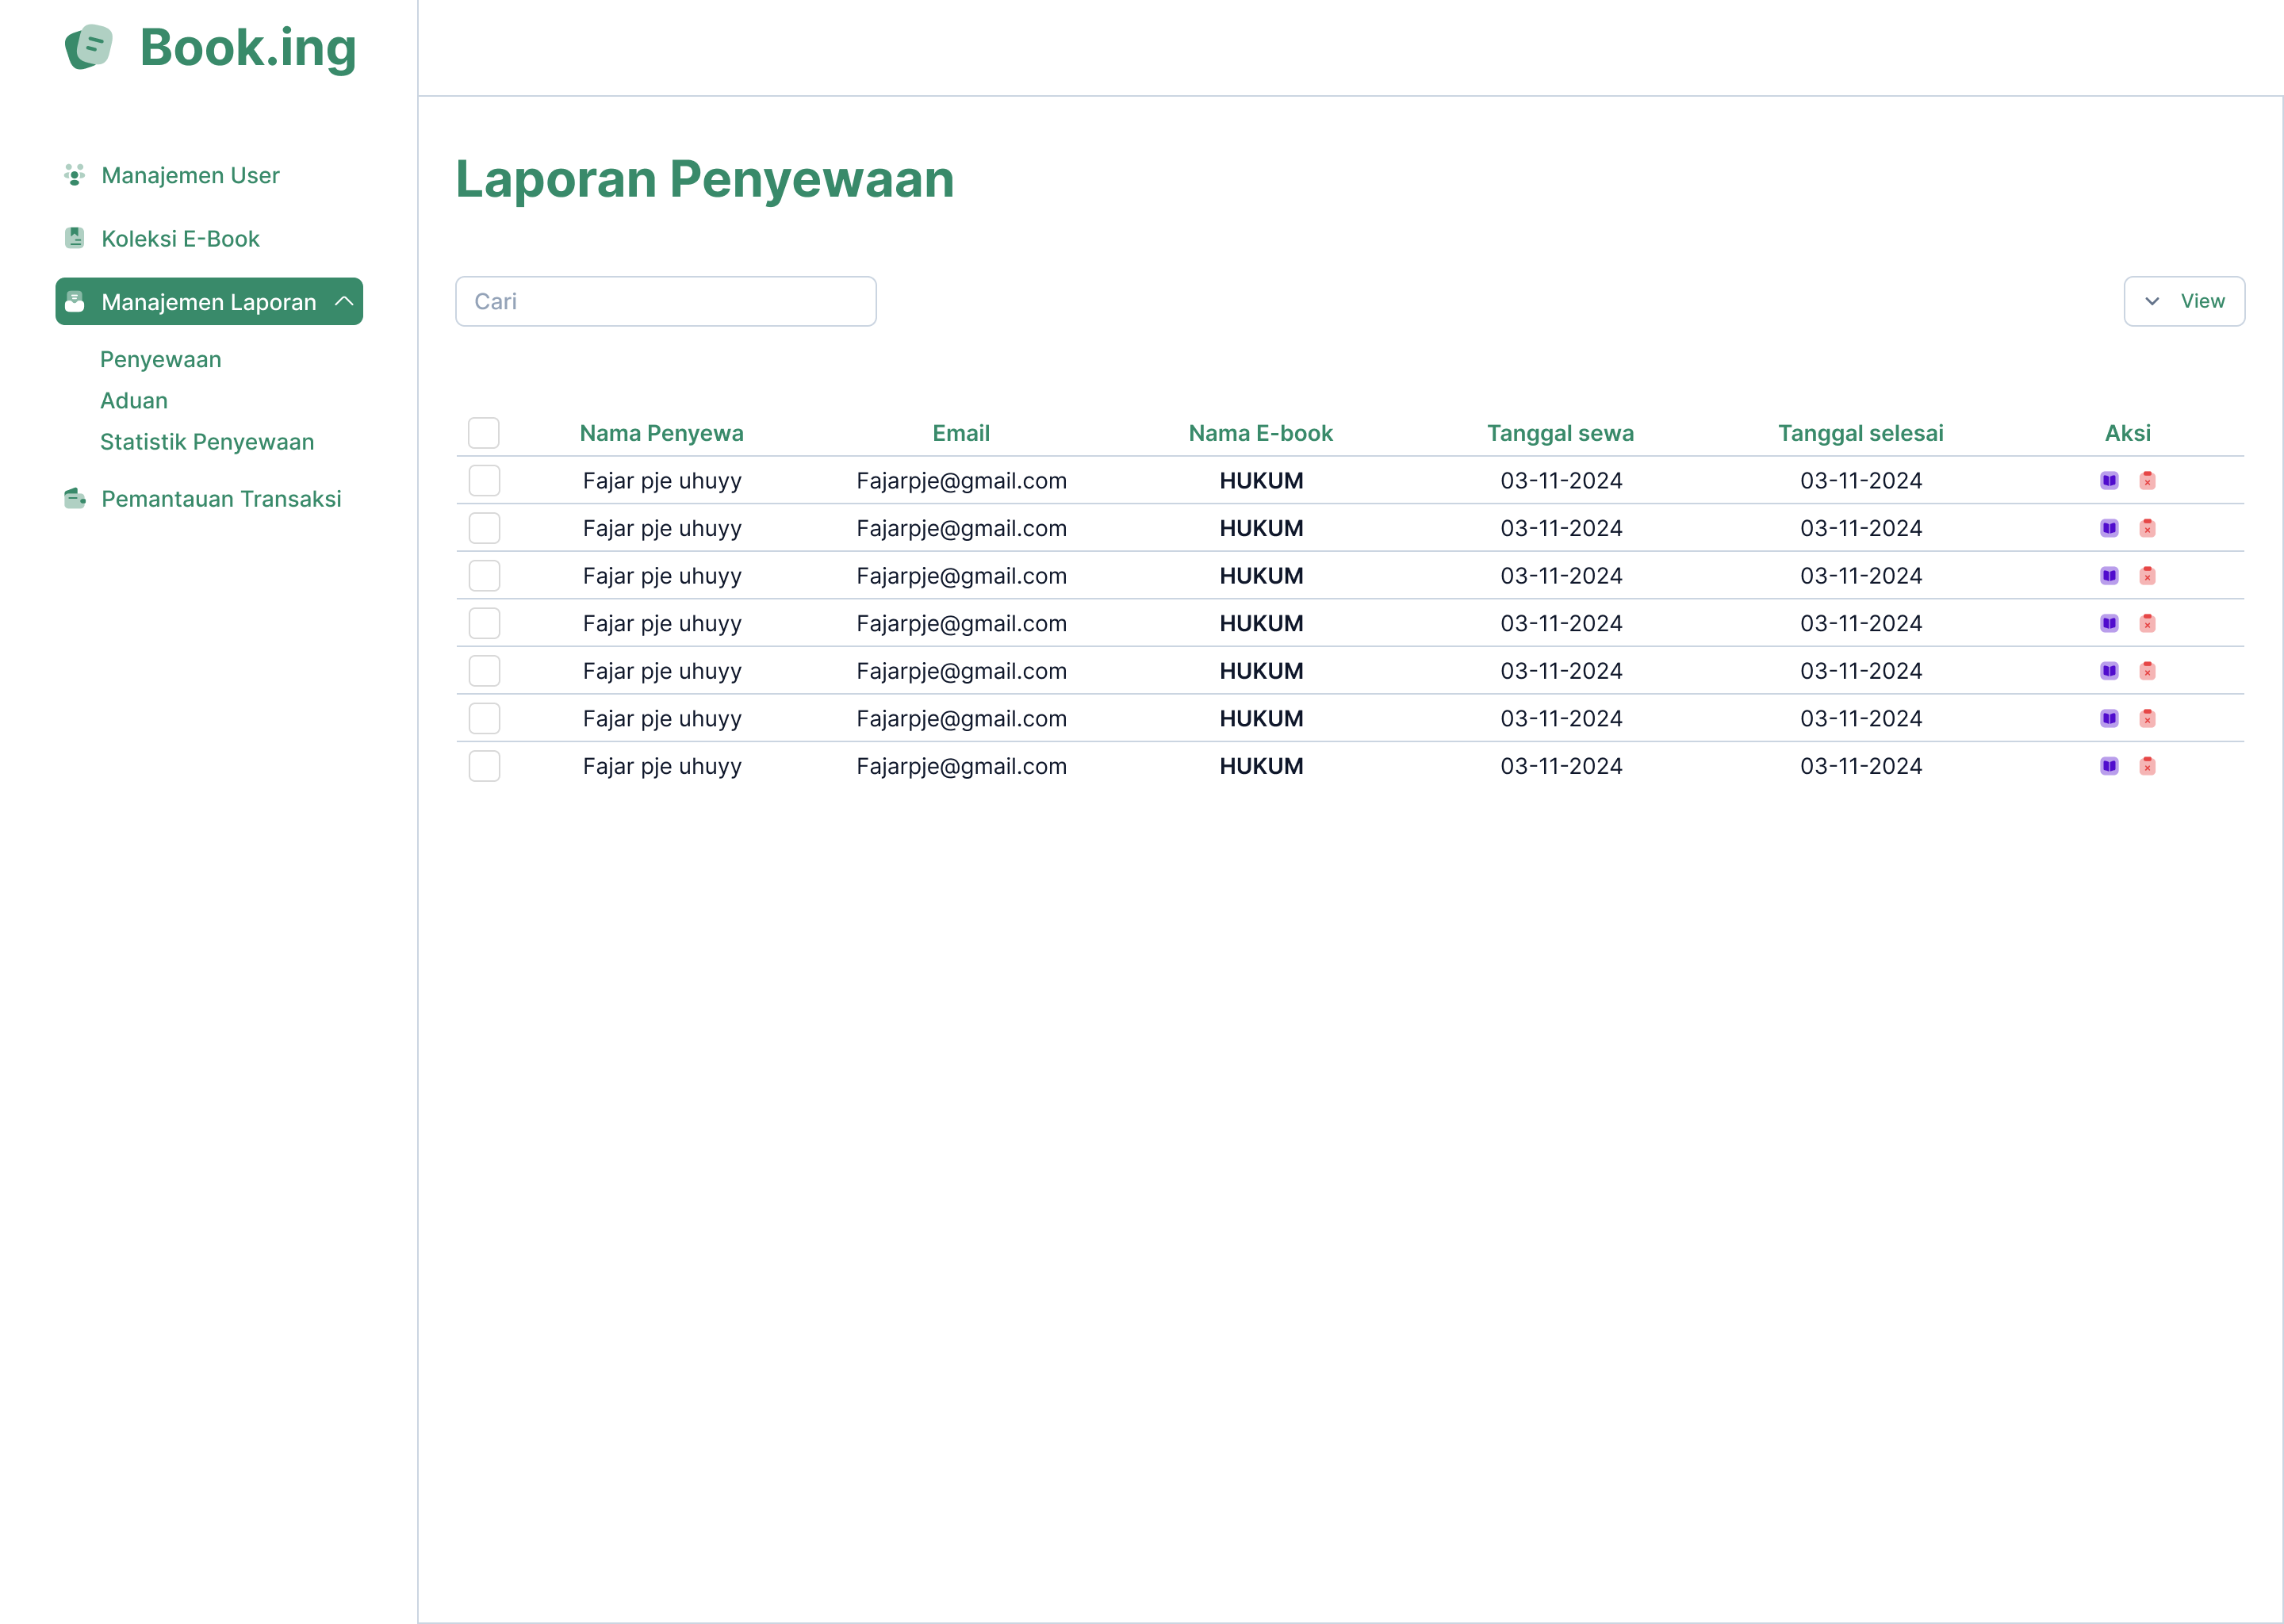 Book.ing
Manajemen User
Koleksi E-Book
Manajemen Laporan
Penyewaan
Aduan
Statistik Penyewaan
Pemantauan Transaksi
Laporan Penyewaan
Cari
View
Nama Penyewa Email Nama E-book Tanggal sewa Tanggal selesai Aksi
Fajar pje uhuyy Fajarpje@gmail.com HUKUM 03-11-2024 03-11-2024
Fajar pje uhuyy Fajarpje@gmail.com HUKUM 03-11-2024 03-11-2024
Fajar pje uhuyy Fajarpje@gmail.com HUKUM 03-11-2024 03-11-2024
Fajar pje uhuyy Fajarpje@gmail.com HUKUM 03-11-2024 03-11-2024
Fajar pje uhuyy Fajarpje@gmail.com HUKUM 03-11-2024 03-11-2024
Fajar pje uhuyy Fajarpje@gmail.com HUKUM 03-11-2024 03-11-2024
Fajar pje uhuyy Fajarpje@gmail.com HUKUM 03-11-2024 03-11-2024